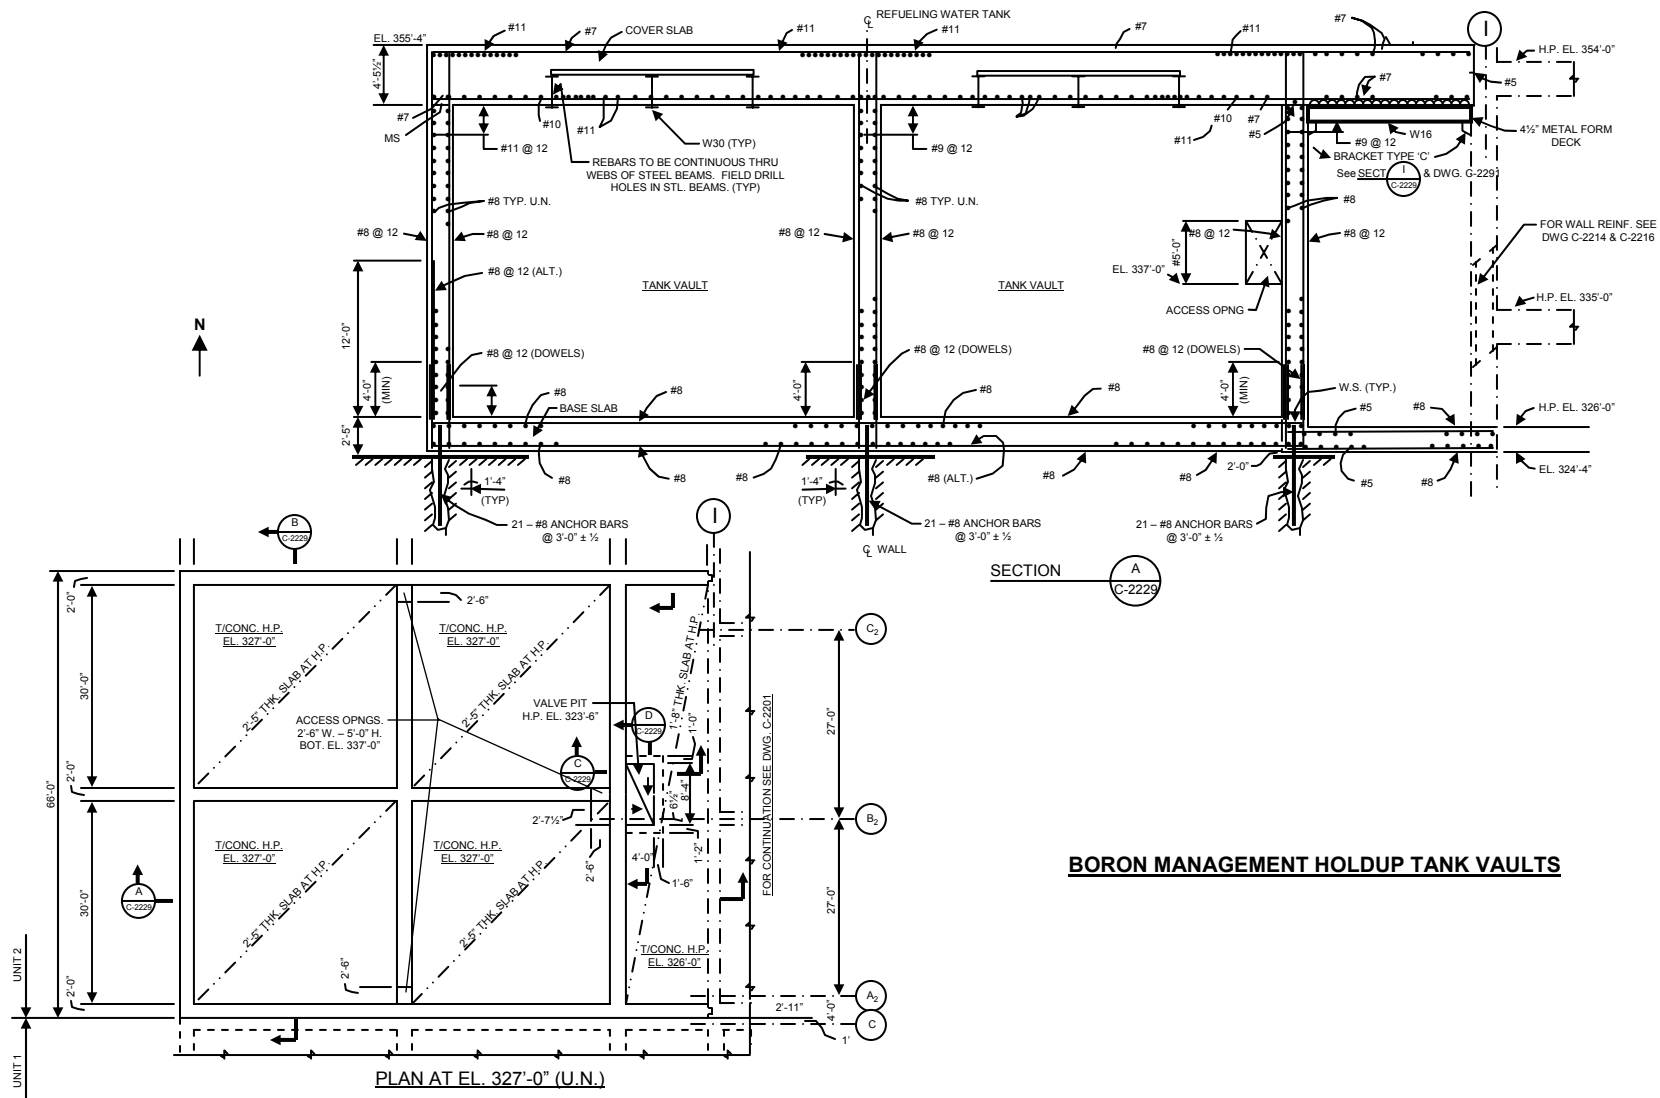 ℄ REFUELING WATER TANK
#11
#7
COVER SLAB
#11
#11
#7
#11
#7
I
EL. 355'-4"
H.P. EL. 354'-0"
4'-5½"
#7
#5
#7
MS
#10
#11
W30 (TYP)
#11 @ 12
#9 @ 12
#10
#7
#11
#5
W16
#9 @ 12
4½" METAL FORM
DECK
REBARS TO BE CONTINUOUS THRU
WEBS OF STEEL BEAMS. FIELD DRILL
HOLES IN STL. BEAMS. (TYP)
BRACKET TYPE 'C'
See SECT
I
C-2229
& DWG. C-2291
#8 TYP. U.N.
#8 TYP. U.N.
#8
#8 @ 12
#8 @ 12
#8 @ 12
#8 @ 12
#8 @ 12
#8 @ 12
FOR WALL REINF. SEE
DWG C-2214 & C-2216
#8 @ 12 (ALT.)
#5'-0"
EL. 337'-0"
TANK VAULT
TANK VAULT
X
ACCESS OPNG
H.P. EL. 335'-0"
N
12'-0"
#8 @ 12 (DOWELS)
#8 @ 12 (DOWELS)
#8 @ 12 (DOWELS)
4'-0"
(MIN)
4'-0"
4'-0"
(MIN)
W.S. (TYP.)
#8
BASE SLAB
#8
#8
#8
#5
#8
H.P. EL. 326'-0"
2'-5"
2'-0"
EL. 324'-4"
1'-4"
(TYP)
#8
#8
#8
1'-4"
(TYP)
#8 (ALT.)
#8
#8
#5
#8
21 – #8 ANCHOR BARS
@ 3'-0" ± ½
21 – #8 ANCHOR BARS
@ 3'-0" ± ½
21 – #8 ANCHOR BARS
@ 3'-0" ± ½
℄ WALL
SECTION
A
C-2229
B
C-2229
I
2'-0"
2'-6"
T/CONC. H.P.
EL. 327'-0"
T/CONC. H.P.
EL. 327'-0"
C2
30'-0"
2'-5" THK. SLAB AT H.P.
2'-5" THK. SLAB AT H.P.
1'-8" THK. SLAB AT H.P.
VALVE PIT
H.P. EL. 323'-6"
D
C-2229
1'-0"
ACCESS OPNGS.
2'-6" W. – 5'-0" H.
BOT. EL. 337'-0"
C
C-2229
27'-0"
FOR CONTINUATION SEE DWG. C-2201
66'-0"
2'-0"
6½"
8'-4"
2'-7½"
B2
T/CONC. H.P.
EL. 327'-0"
T/CONC. H.P.
EL. 327'-0"
2'-6"
4'-0"
1'-2"
1'-6"
A
C-2229
30'-0"
2'-5" THK. SLAB AT H.P.
2'-5" THK. SLAB AT H.P.
27'-0"
T/CONC. H.P.
EL. 326'-0"
2'-6"
UNIT 2
2'-0"
A2
2'-11"
4'-0"
C
1'
UNIT 1
PLAN AT EL. 327'-0" (U.N.)
BORON MANAGEMENT HOLDUP TANK VAULTS